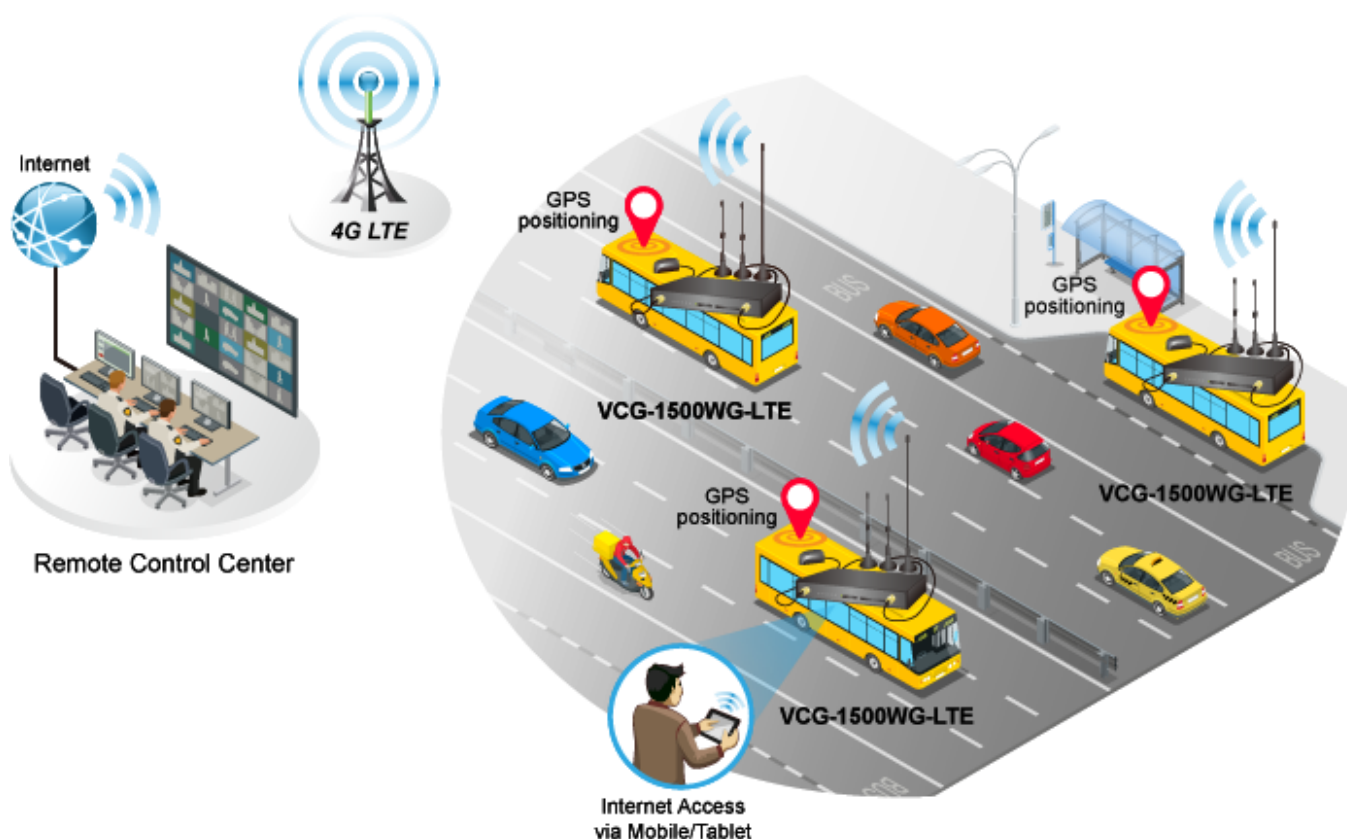 Internet
4G LTE
Remote Control Center
GPS
positioning
VCG-1500WG-LTE
BUS
GPS
positioning
VCG-1500WG-LTE
GPS
positioning
VCG-1500WG-LTE
BUS
BUS
Internet Access
via Mobile/Tablet